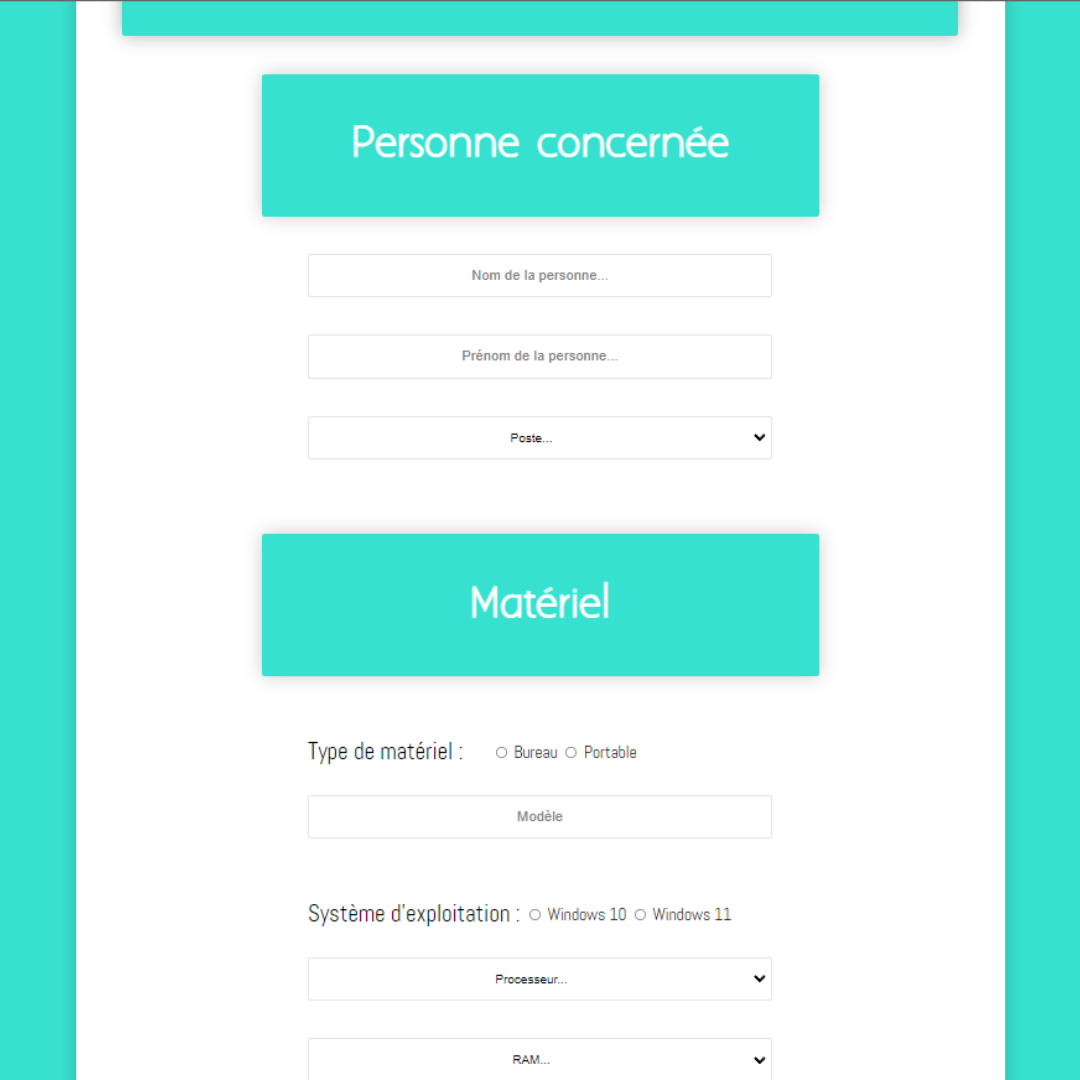 Personne concernée
Nom de la personne...
Prénom de la personne...
Poste...
Matériel
Type de matériel : Bureau Portable
Modèle
Système d'exploitation : Windows 10 Windows 11
Processeur...
RAM...